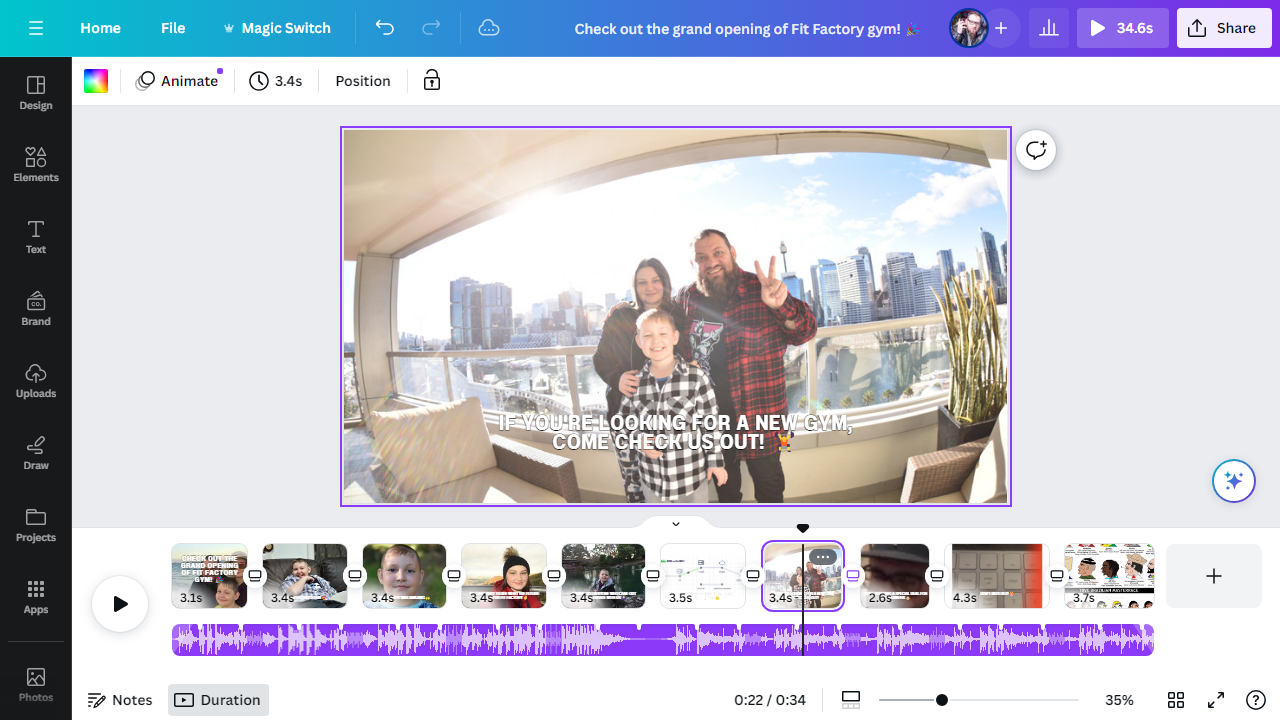 Home
File
Magic Switch
Check out the grand opening of Fit Factory gym! 🎉
34.6s
Share
Animate
3.4s
Position
Design
Elements
Text
CO.
Brand
Uploads
Draw
Projects
Apps
Photos
IF YOU'RE LOOKING FOR A NEW GYM,
COME CHECK US OUT! 🏋️
CHECK OUT THE
GRAND OPENING
OF FIT FACTORY
GYM!
3.1s
3.4s
3.4s
3.4s
3.4s
3.5s
3.4s
2.6s
4.3s
3.7s
Notes
Duration
0:22 / 0:34
35%